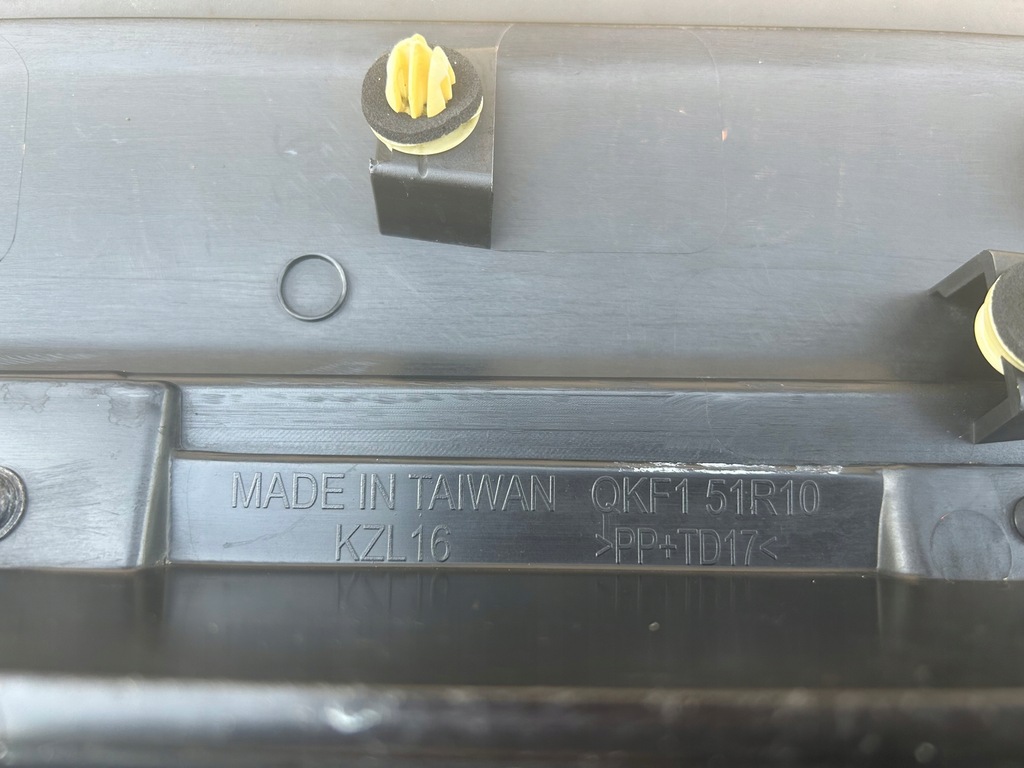 MADE IN TAIWAN QKF1 51R10
KZL16 >PP+TD17<